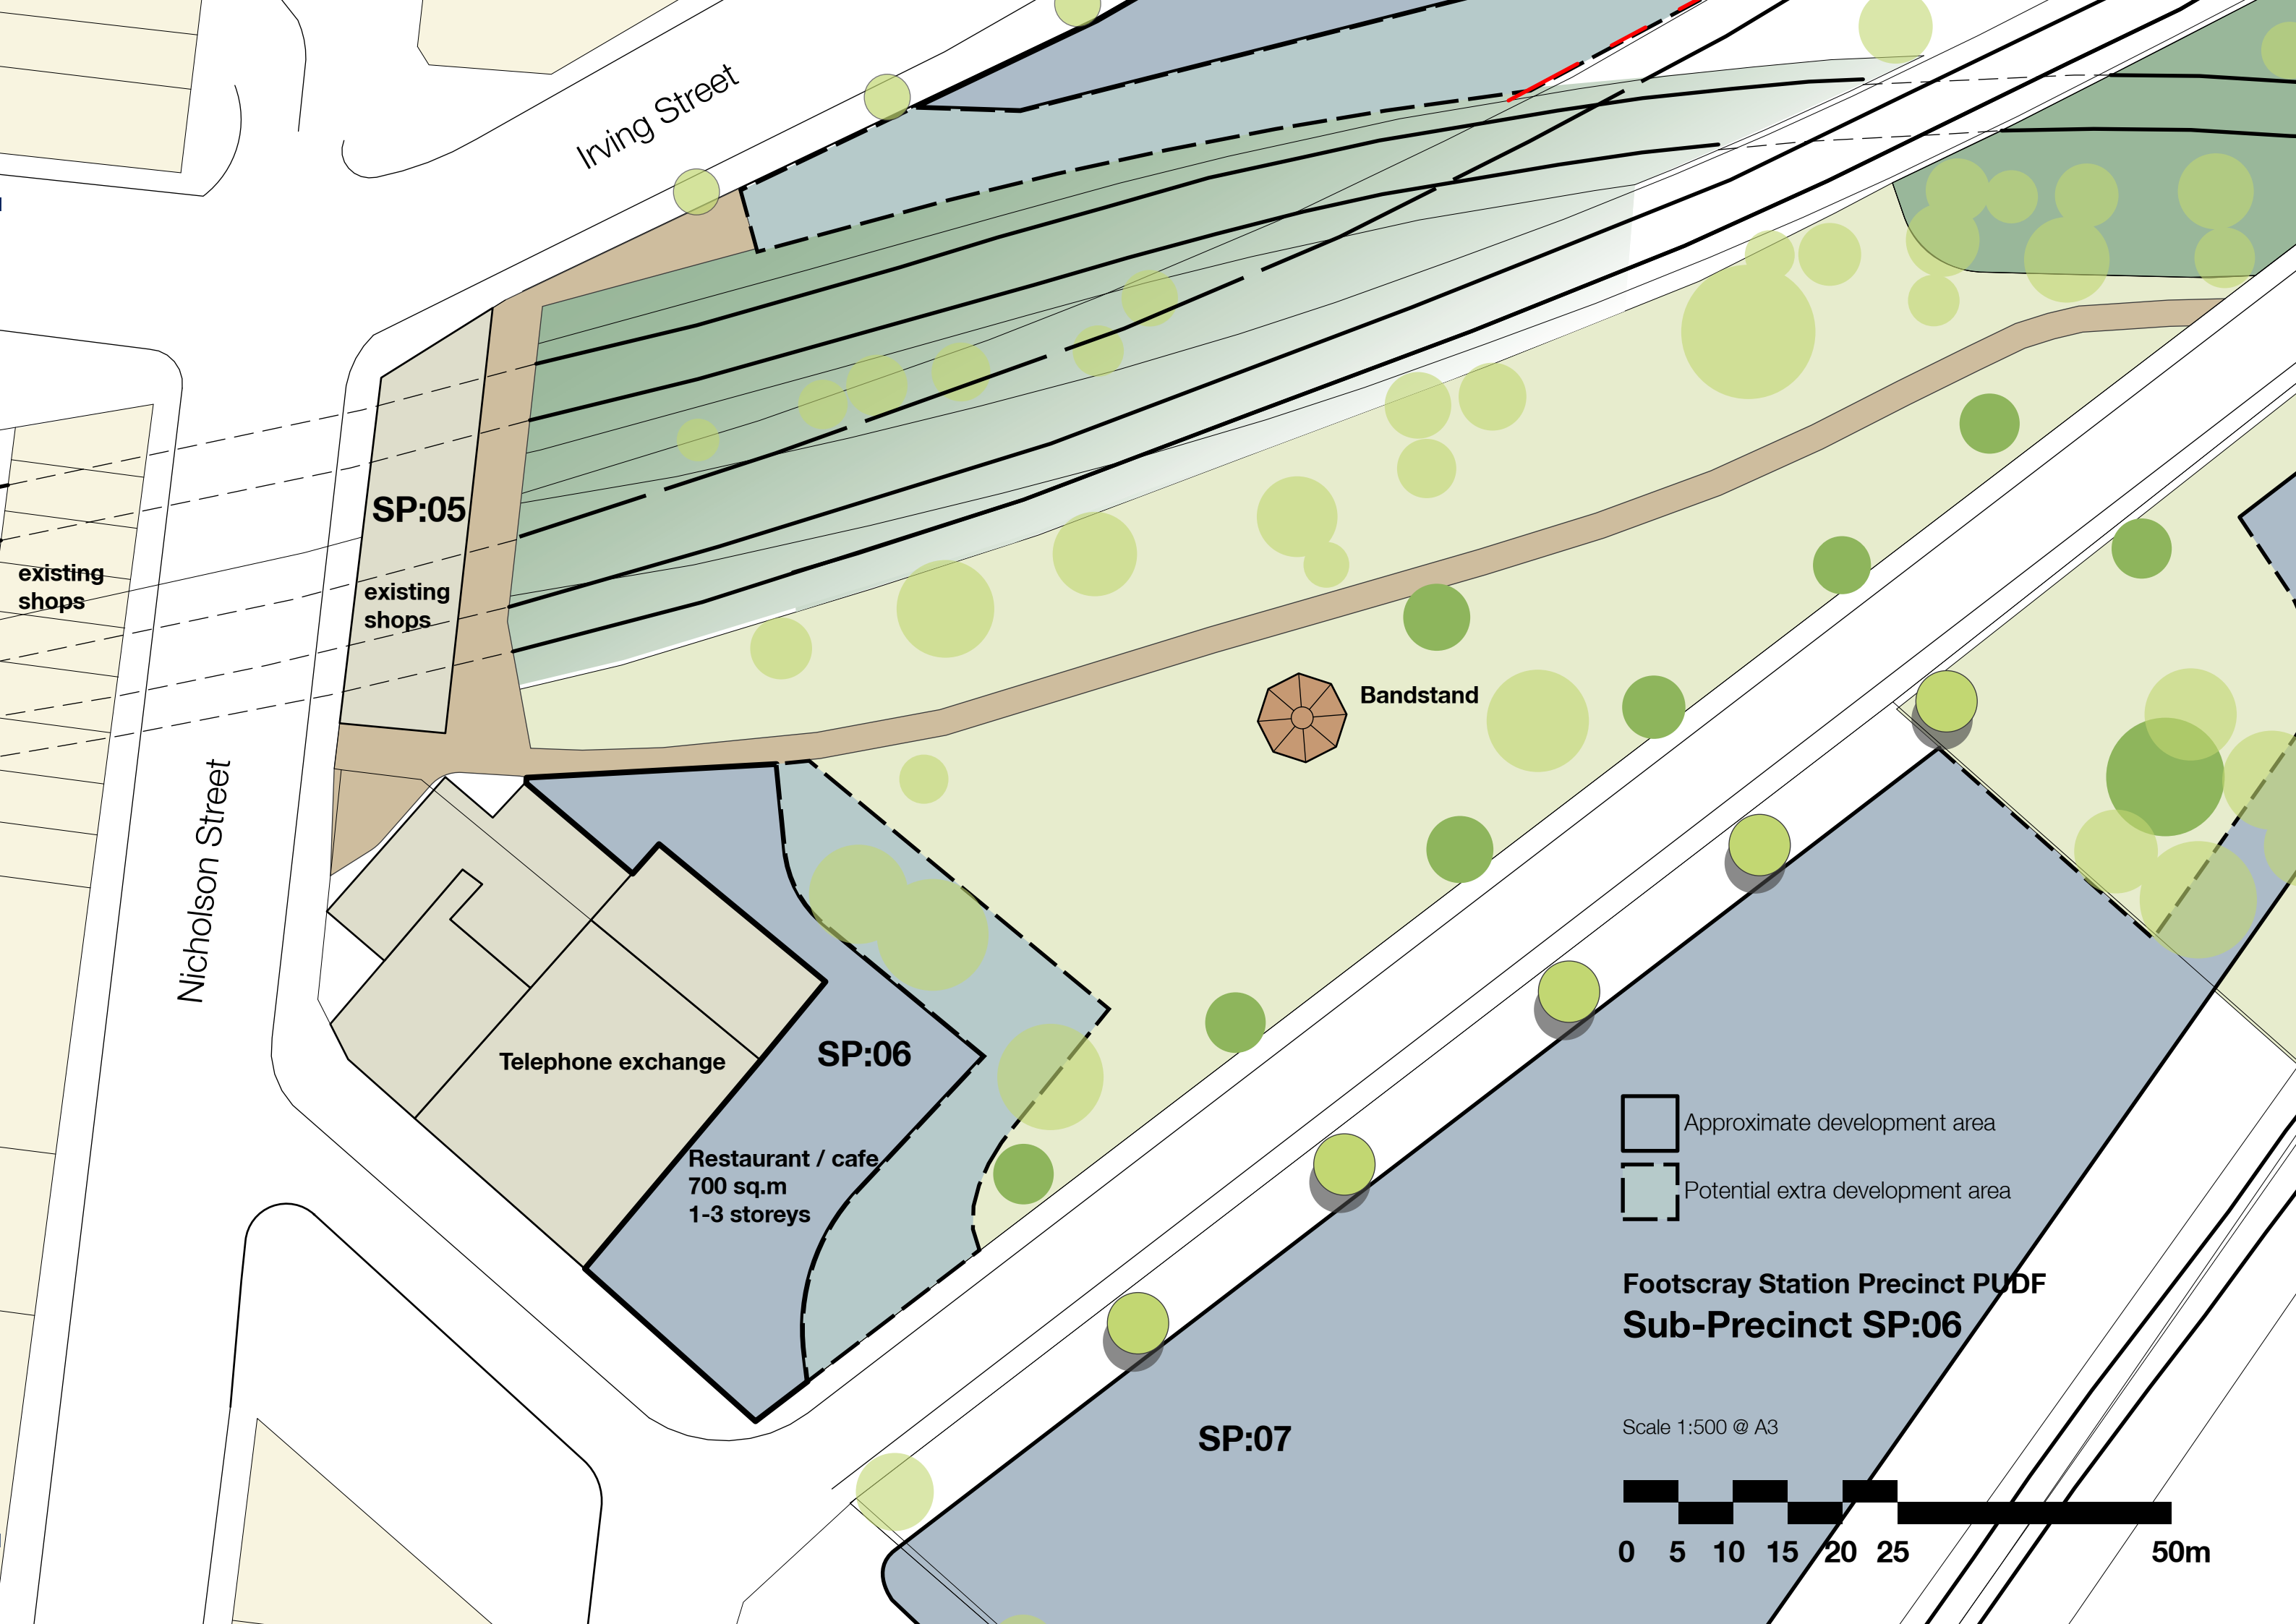 Irving Street
SP:05
existing
shops
existing
shops
Bandstand
Nicholson Street
Telephone exchange
SP:06
Restaurant / cafe
700 sq.m
1-3 storeys
SP:07
Approximate development area
Potential extra development area
Footscray Station Precinct PUDF
Sub-Precinct SP:06
Scale 1:500 @ A3
0 5 10 15 20 25 50m